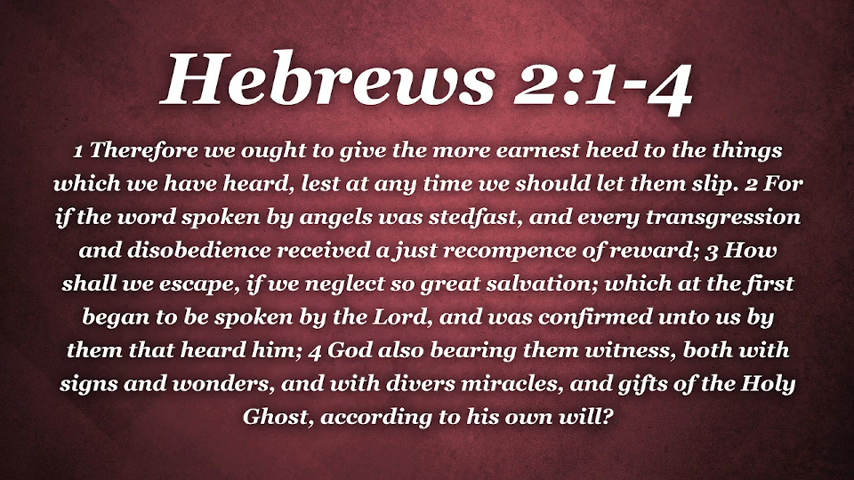 Hebrews 2:1-4
1 Therefore we ought to give the more earnest heed to the things
which we have heard, lest at any time we should let them slip. 2 For
if the word spoken by angels was stedfast, and every transgression
and disobedience received a just recompence of reward; 3 How
shall we escape, if we neglect so great salvation; which at the first
began to be spoken by the Lord, and was confirmed unto us by
them that heard him; 4 God also bearing them witness, both with
signs and wonders, and with divers miracles, and gifts of the Holy
Ghost, according to his own will?